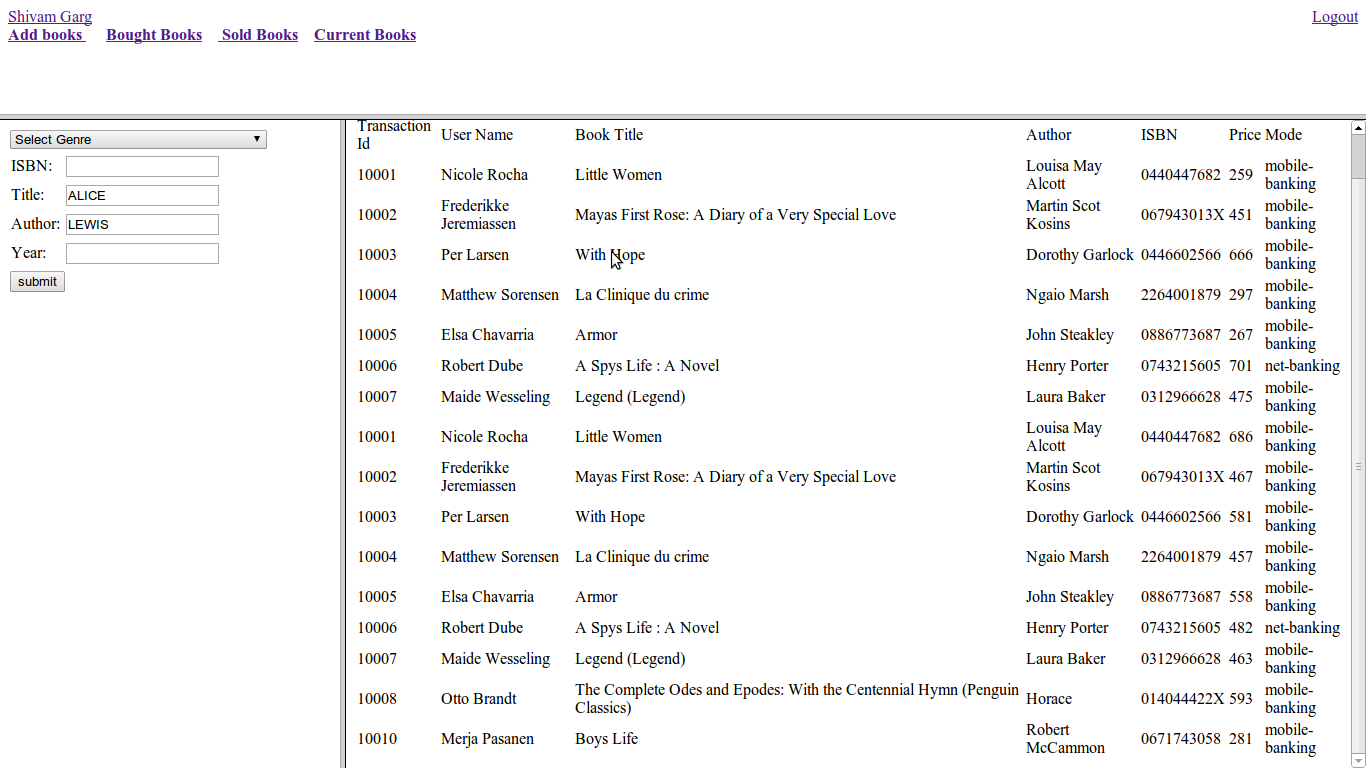 Shivam Garg Logout
Add books Bought Books Sold Books Current Books
Select Genre
ISBN:
Title: ALICE
Author: LEWIS
Year:
submit
Transaction Id User Name Book Title Author ISBN Price Mode
10001 Nicole Rocha Little Women Louisa May Alcott 0440447682 259 mobile-banking
10002 Frederikke Jeremiassen Mayas First Rose: A Diary of a Very Special Love Martin Scot Kosins 067943013X 451 mobile-banking
10003 Per Larsen With Hope Dorothy Garlock 0446602566 666 mobile-banking
10004 Matthew Sorensen La Clinique du crime Ngaio Marsh 2264001879 297 mobile-banking
10005 Elsa Chavarria Armor John Steakley 0886773687 267 mobile-banking
10006 Robert Dube A Spys Life : A Novel Henry Porter 0743215605 701 net-banking
10007 Maide Wesseling Legend (Legend) Laura Baker 0312966628 475 mobile-banking
10001 Nicole Rocha Little Women Louisa May Alcott 0440447682 686 mobile-banking
10002 Frederikke Jeremiassen Mayas First Rose: A Diary of a Very Special Love Martin Scot Kosins 067943013X 467 mobile-banking
10003 Per Larsen With Hope Dorothy Garlock 0446602566 581 mobile-banking
10004 Matthew Sorensen La Clinique du crime Ngaio Marsh 2264001879 457 mobile-banking
10005 Elsa Chavarria Armor John Steakley 0886773687 558 mobile-banking
10006 Robert Dube A Spys Life : A Novel Henry Porter 0743215605 482 net-banking
10007 Maide Wesseling Legend (Legend) Laura Baker 0312966628 463 mobile-banking
10008 Otto Brandt The Complete Odes and Epodes: With the Centennial Hymn (Penguin Classics) Horace 014044422X 593 mobile-banking
10010 Merja Pasanen Boys Life Robert McCammon 0671743058 281 mobile-banking